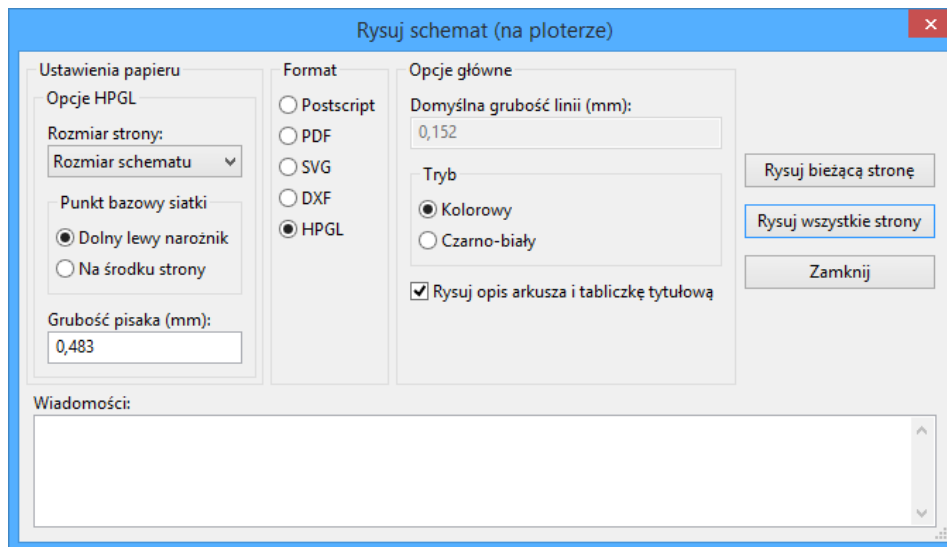 Rysuj schemat (na ploterze)
Ustawienia papieru
Opcje HPGL
Rozmiar strony:
Rozmiar schematu
Punkt bazowy siatki
Dolny lewy narożnik
Na środku strony
Grubość pisaka (mm):
0,483
Format
Postscript
PDF
SVG
DXF
HPGL
Opcje główne
Domyślna grubość linii (mm):
0,152
Tryb
Kolorowy
Czarno-biały
Rysuj opis arkusza i tabliczkę tytułową
Rysuj bieżącą stronę
Rysuj wszystkie strony
Zamknij
Wiadomości: